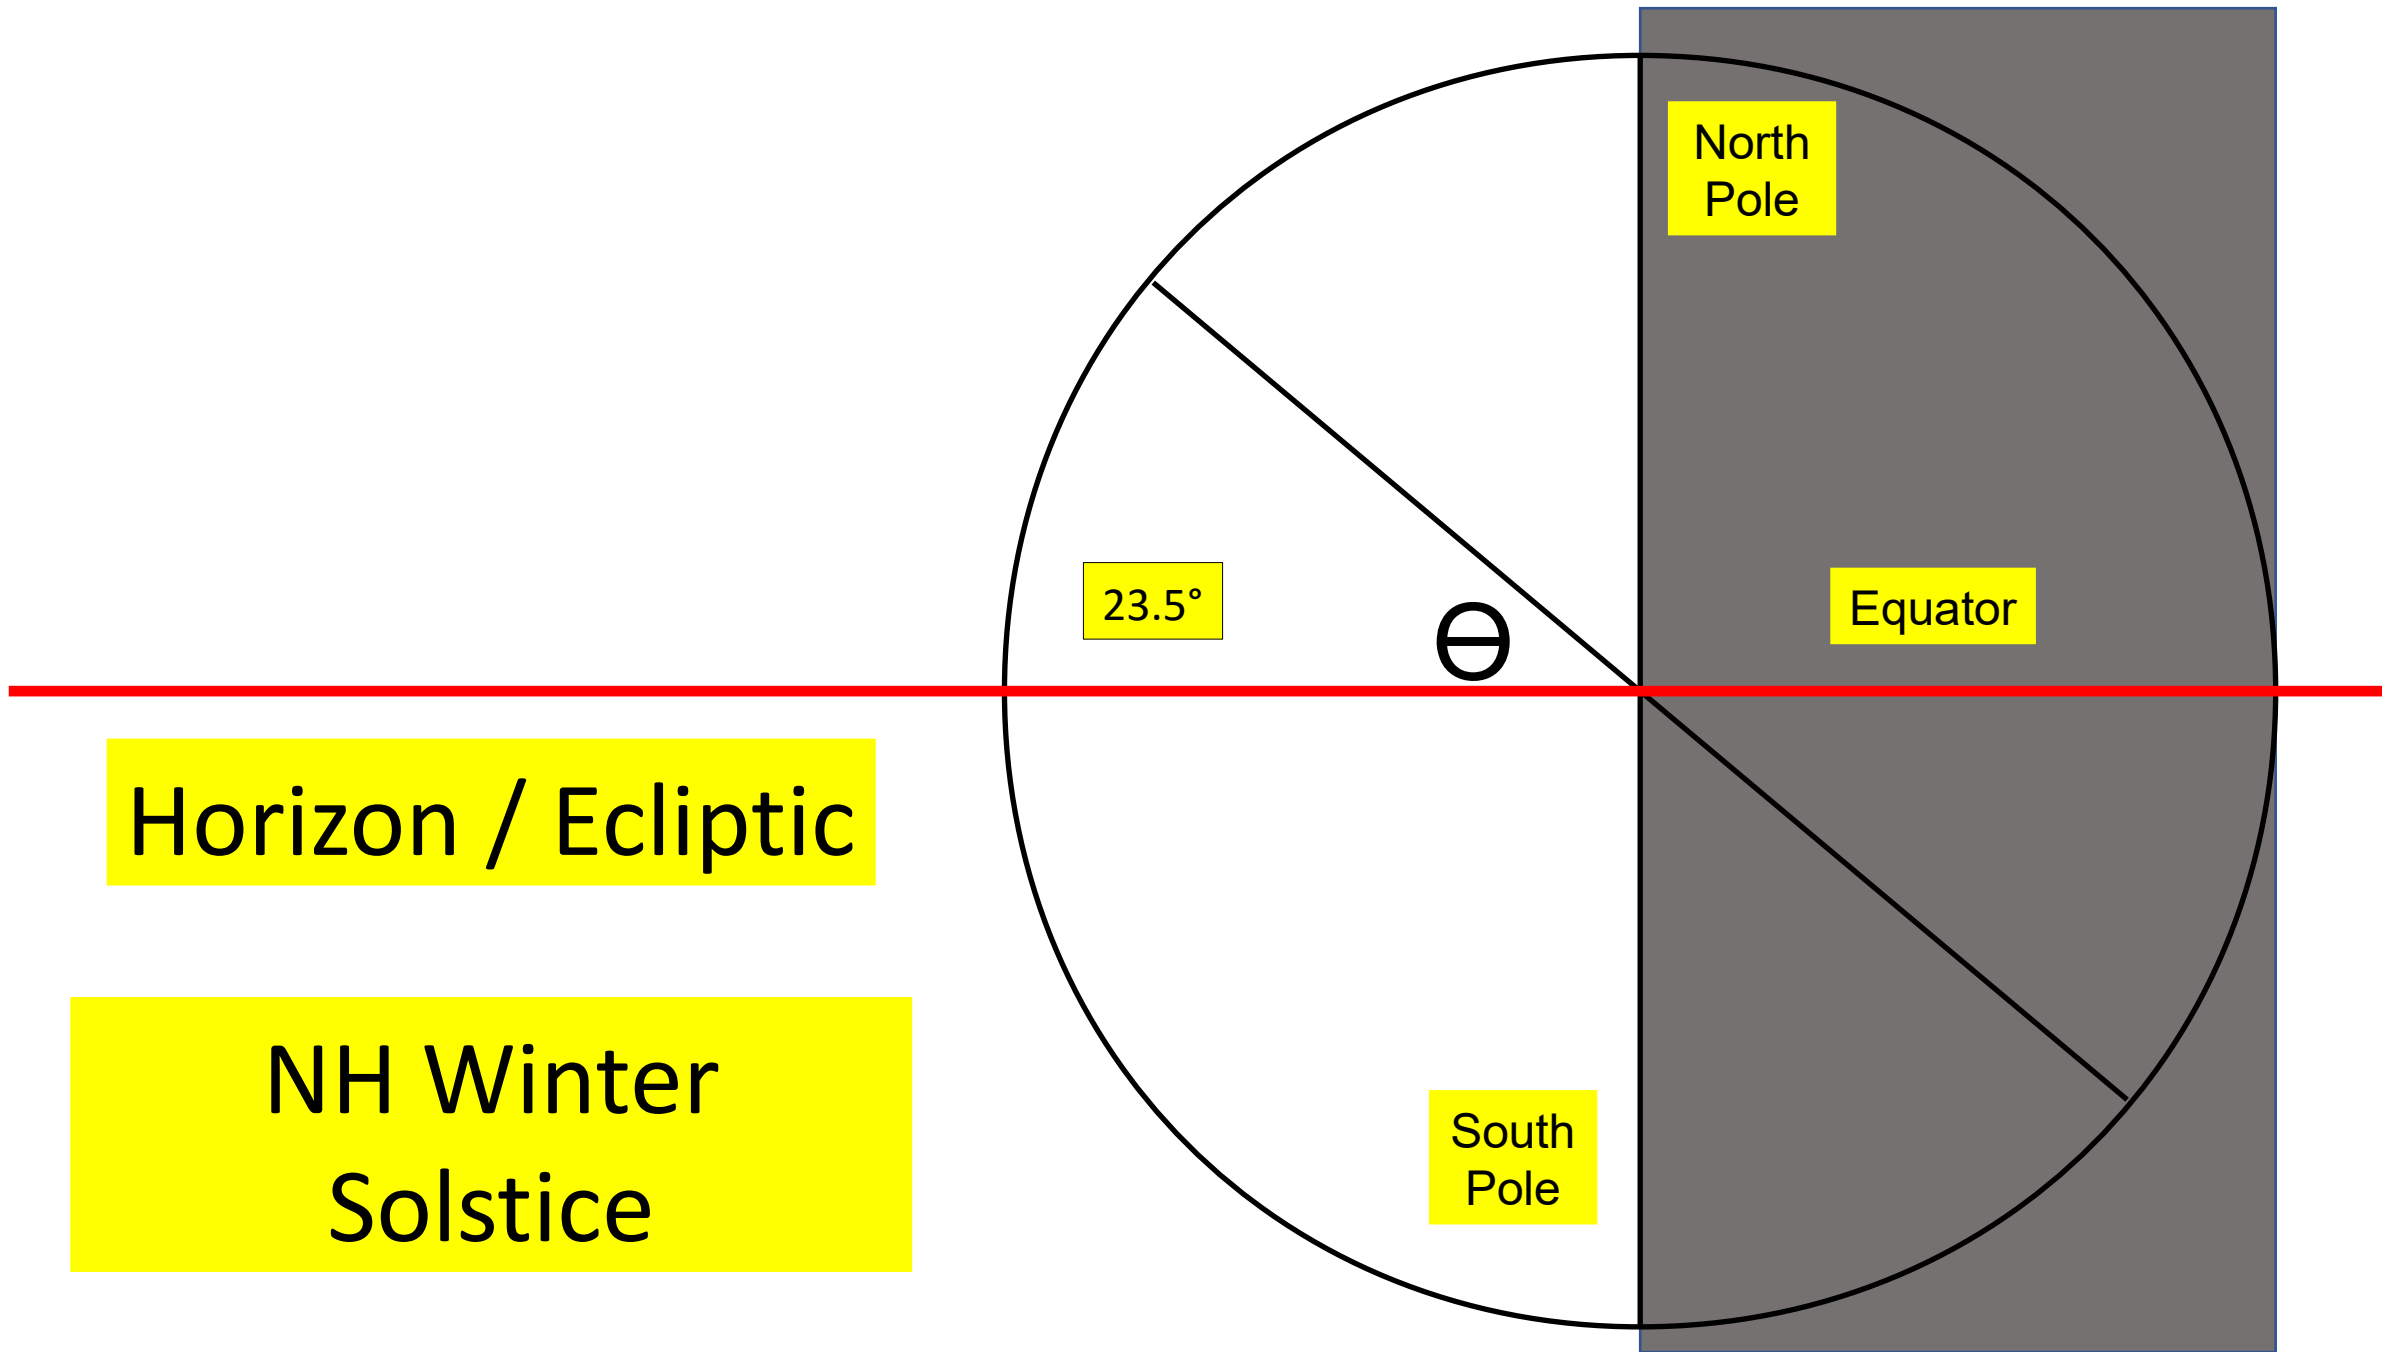 North
Pole
23.5°
Ɵ
Equator
Horizon / Ecliptic
NH Winter
Solstice
South
Pole